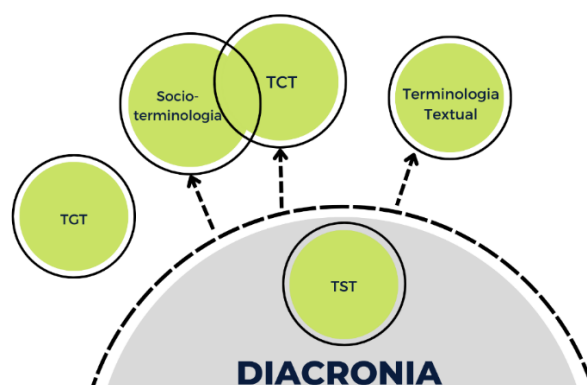 Socio-
terminologia
TCT
Terminologia
Textual
TGT
TST
DIACRONIA